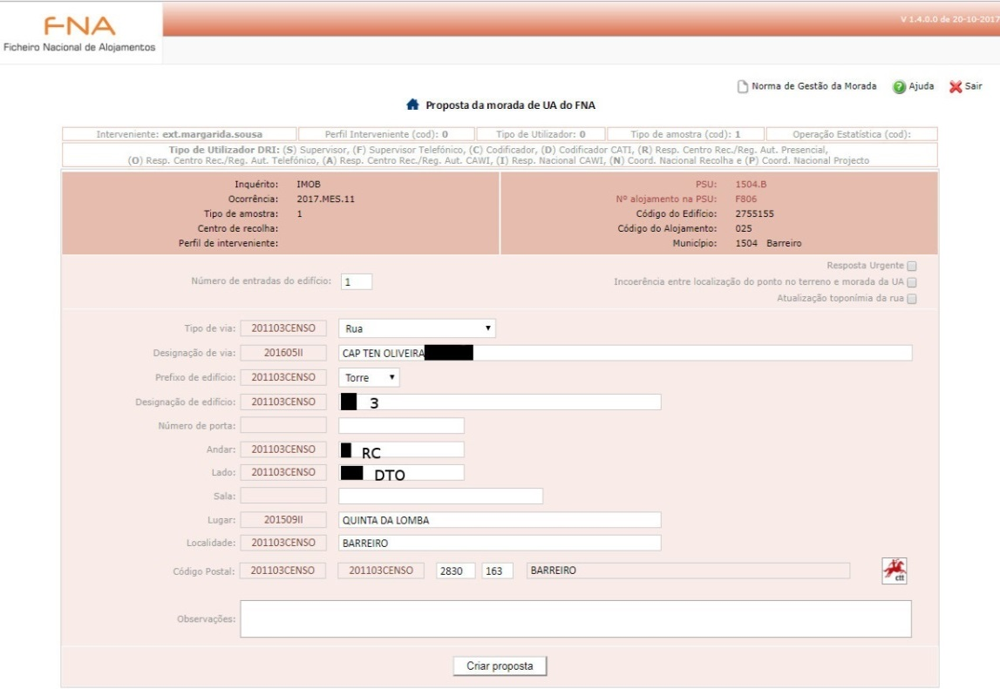 FNA
Ficheiro Nacional de Alojamentos
V 1.4.0.0 de 20-10-2017
Norma de Gestão da Morada Ajuda Sair
Proposta da morada de UA do FNA
Interveniente: ext.margarida.sousa Perfil Interveniente (cod): 0 Tipo de Utilizador: 0 Tipo de amostra (cod): 1 Operação Estatística (cod):
Tipo de Utilizador DRI: (S) Supervisor, (F) Supervisor Telefónico, (C) Codificador, (D) Codificador CATI, (R) Resp. Centro Rec./Reg. Aut. Presencial,
(O) Resp. Centro Rec./Reg. Aut. Telefónico, (A) Resp. Centro Rec./Reg. Aut. CAWI, (I) Resp. Nacional CAWI, (N) Coord. Nacional Recolha e (P) Coord. Nacional Projecto
Inquérito: IMOB PSU: 1504.B
Ocorrência: 2017.MES.11 Nº alojamento na PSU: F806
Tipo de amostra: 1 Código do Edifício: 2755155
Centro de recolha: Código do Alojamento: 025
Perfil de interveniente: Município: 1504 Barreiro
Resposta Urgente
Número de entradas do edifício: 1 Incoerência entre localização do ponto no terreno e morada da UA
Atualização toponímia da rua
Tipo de via: 201103CENSO Rua
Designação de via: 201605II CAP TEN OLIVEIRA
Prefixo de edifício: 201103CENSO Torre
Designação de edifício: 201103CENSO 3
Número de porta:
Andar: 201103CENSO RC
Lado: 201103CENSO DTO
Sala:
Lugar: 201509II QUINTA DA LOMBA
Localidade: 201103CENSO BARREIRO
Código Postal: 201103CENSO 201103CENSO 2830 163 BARREIRO ctt
Observações:
Criar proposta